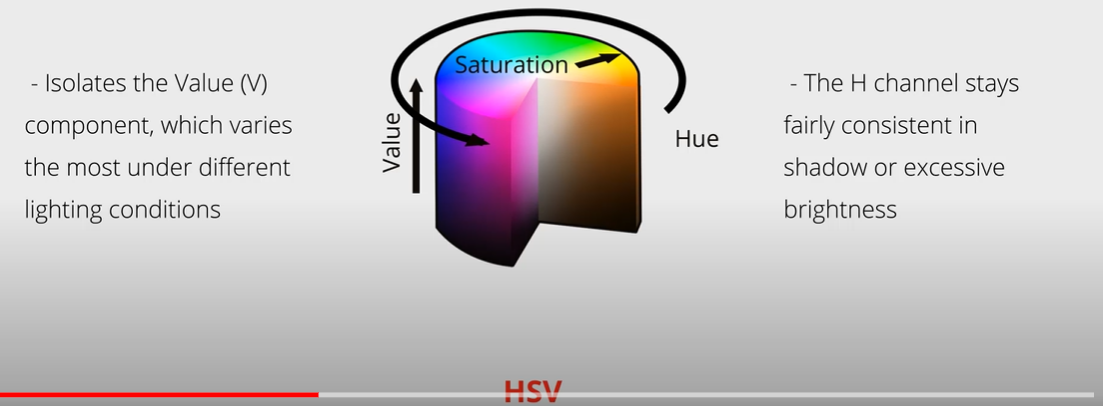 - Isolates the Value (V)
component, which varies
the most under different
lighting conditions
Saturation
Value
Hue
- The H channel stays
fairly consistent in
shadow or excessive
brightness
HSV